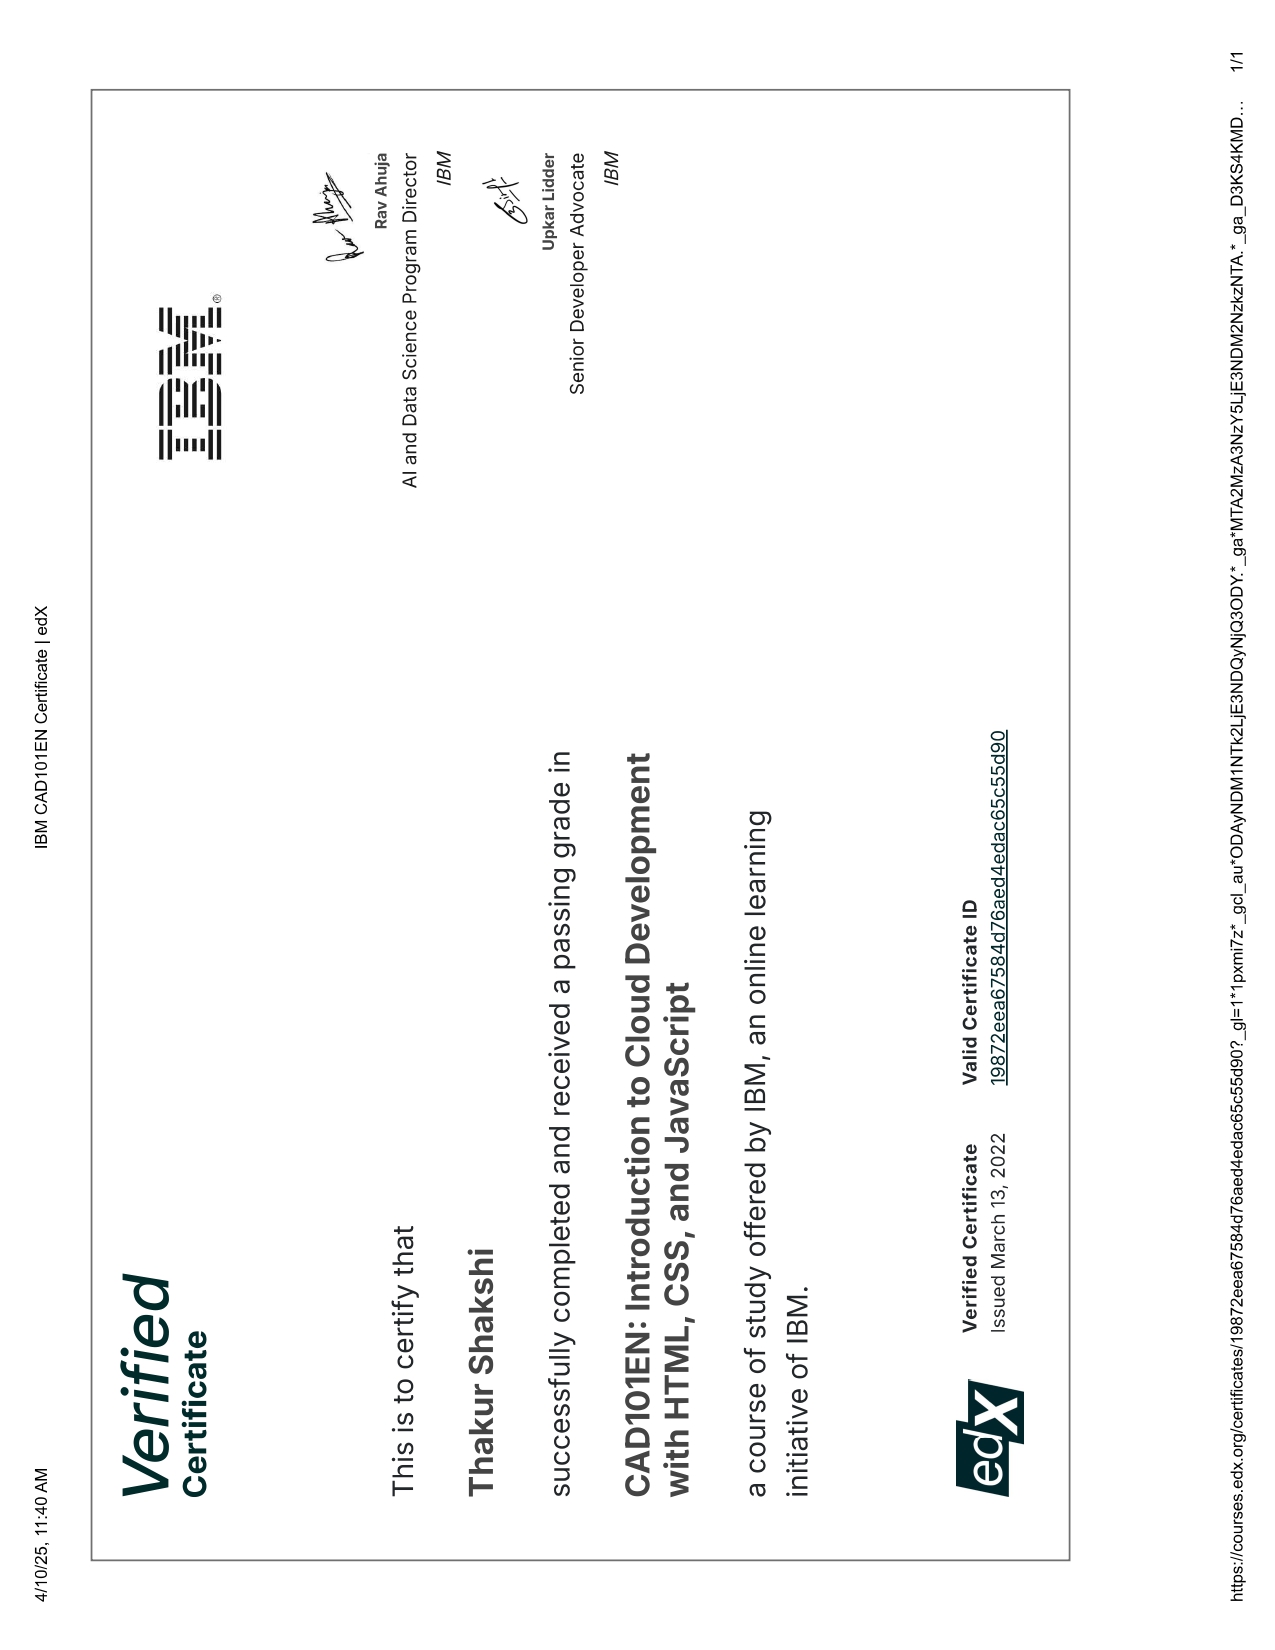 4/10/25, 11:40 AM
IBM CAD101EN Certificate | edX
Verified
Certificate
IBM®
This is to certify that
Thakur Shakshi
successfully completed and received a passing grade in
CAD101EN: Introduction to Cloud Development
with HTML, CSS, and JavaScript
a course of study offered by IBM, an online learning
initiative of IBM.
Rav Ahuja
Rav Ahuja
AI and Data Science Program Director
IBM
Upkar Lidder
Senior Developer Advocate
IBM
edX
Verified Certificate
Issued March 13, 2022
Valid Certificate ID
19872eea67584d76aed4edac65c55d90
https://courses.edx.org/certificates/19872eea67584d76aed4edac65c55d90?_gl=1*1pxmi7z*_gcl_au*ODAyNDM1NTk2LjE3NDQyNjQ3ODY.*_ga*MTA2MzA3NzY5LjE3NDM2NzkzNTA.*_ga_D3KS4KMD…
1/1